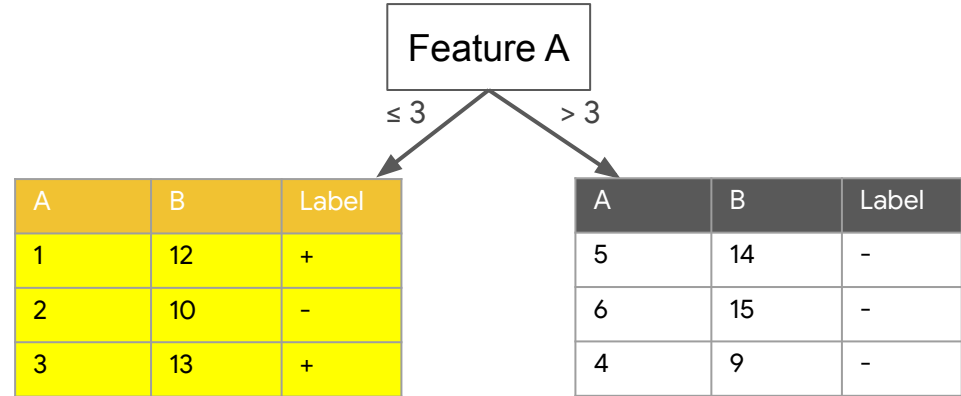 Feature A
≤ 3
> 3
A B Label
1 12 +
2 10 -
3 13 +
A B Label
5 14 -
6 15 -
4 9 -